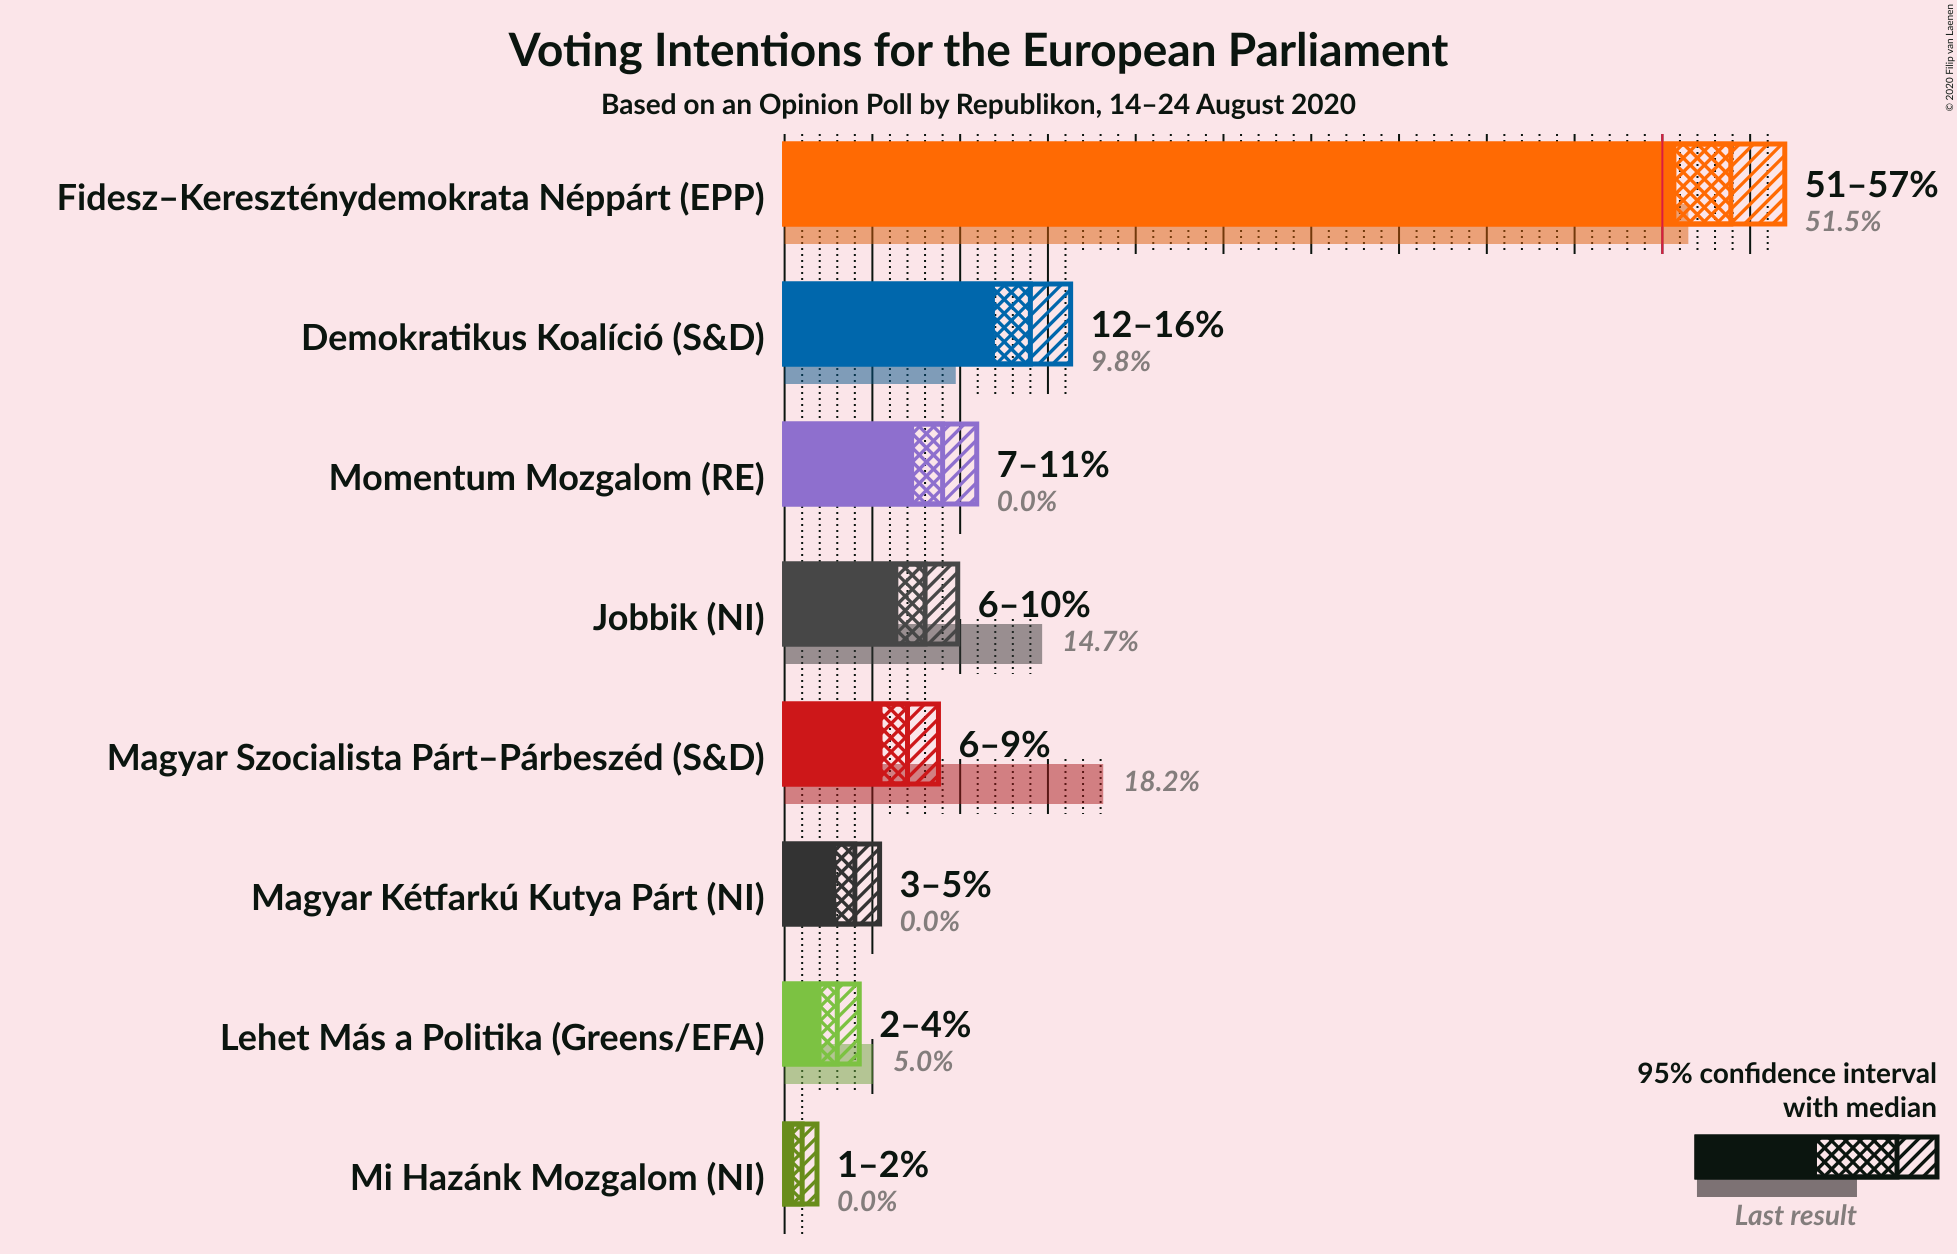 Voting Intentions for the European Parliament
Based on an Opinion Poll by Republikon, 14–24 August 2020
© 2020 Filip van Laenen
Fidesz–Kereszténydemokrata Néppárt (EPP)
51–57%
51.5%
Demokratikus Koalíció (S&D)
12–16%
9.8%
Momentum Mozgalom (RE)
7–11%
0.0%
Jobbik (NI)
6–10%
14.7%
Magyar Szocialista Párt–Párbeszéd (S&D)
6–9%
18.2%
Magyar Kétfarkú Kutya Párt (NI)
3–5%
0.0%
Lehet Más a Politika (Greens/EFA)
2–4%
5.0%
Mi Hazánk Mozgalom (NI)
1–2%
0.0%
95% confidence interval
with median
Last result